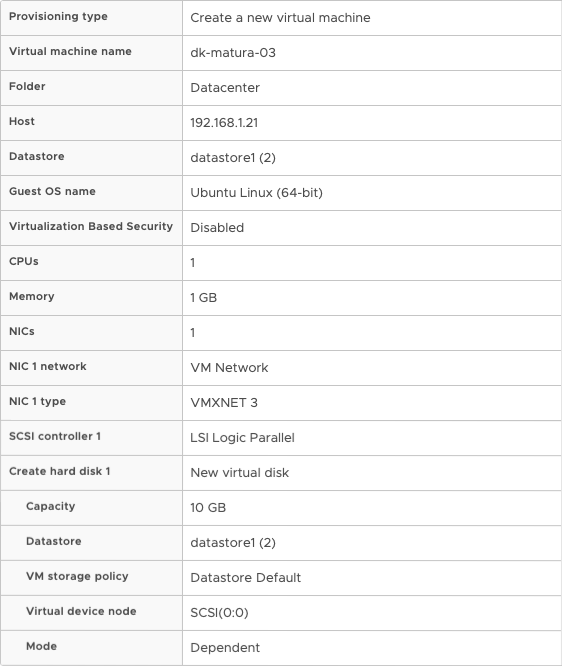 Provisioning type Create a new virtual machine
Virtual machine name dk-matura-03
Folder Datacenter
Host 192.168.1.21
Datastore datastore1 (2)
Guest OS name Ubuntu Linux (64-bit)
Virtualization Based Security Disabled
CPUs 1
Memory 1 GB
NICs 1
NIC 1 network VM Network
NIC 1 type VMXNET 3
SCSI controller 1 LSI Logic Parallel
Create hard disk 1 New virtual disk
Capacity 10 GB
Datastore datastore1 (2)
VM storage policy Datastore Default
Virtual device node SCSI(0:0)
Mode Dependent